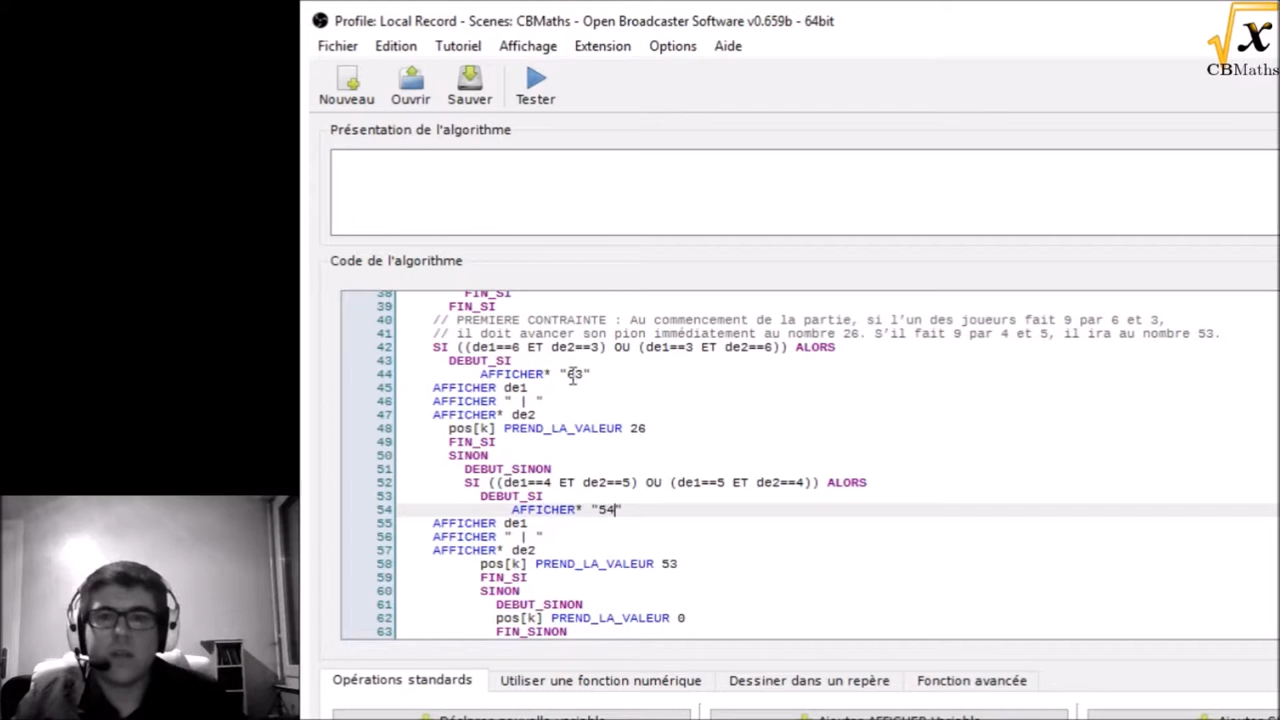 Profile: Local Record - Scenes: CBMaths - Open Broadcaster Software v0.659b - 64bit
Fichier Edition Tutoriel Affichage Extension Options Aide
x
CBMaths
Nouveau Ouvrir Sauver Tester
Présentation de l'algorithme
Code de l'algorithme
38 FIN_SI
39 FIN_SI
40 // PREMIERE CONTRAINTE : Au commencement de la partie, si l'un des joueurs fait 9 par 6 et 3,
41 // il doit avancer son pion immédiatement au nombre 26. S'il fait 9 par 4 et 5, il ira au nombre 53.
42 SI ((de1==6 ET de2==3) OU (de1==3 ET de2==6)) ALORS
43 DEBUT_SI
44 AFFICHER* "63"
45 AFFICHER de1
46 AFFICHER " | "
47 AFFICHER* de2
48 pos[k] PREND_LA_VALEUR 26
49 FIN_SI
50 SINON
51 DEBUT_SINON
52 SI ((de1==4 ET de2==5) OU (de1==5 ET de2==4)) ALORS
53 DEBUT_SI
54 AFFICHER* "54"
55 AFFICHER de1
56 AFFICHER " | "
57 AFFICHER* de2
58 pos[k] PREND_LA_VALEUR 53
59 FIN_SI
60 SINON
61 DEBUT_SINON
62 pos[k] PREND_LA_VALEUR 0
63 FIN_SINON
Opérations standards Utiliser une fonction numérique Dessiner dans un repère Fonction avancée
Déclarer nouvelle variable Ajouter AFFICHER Variable